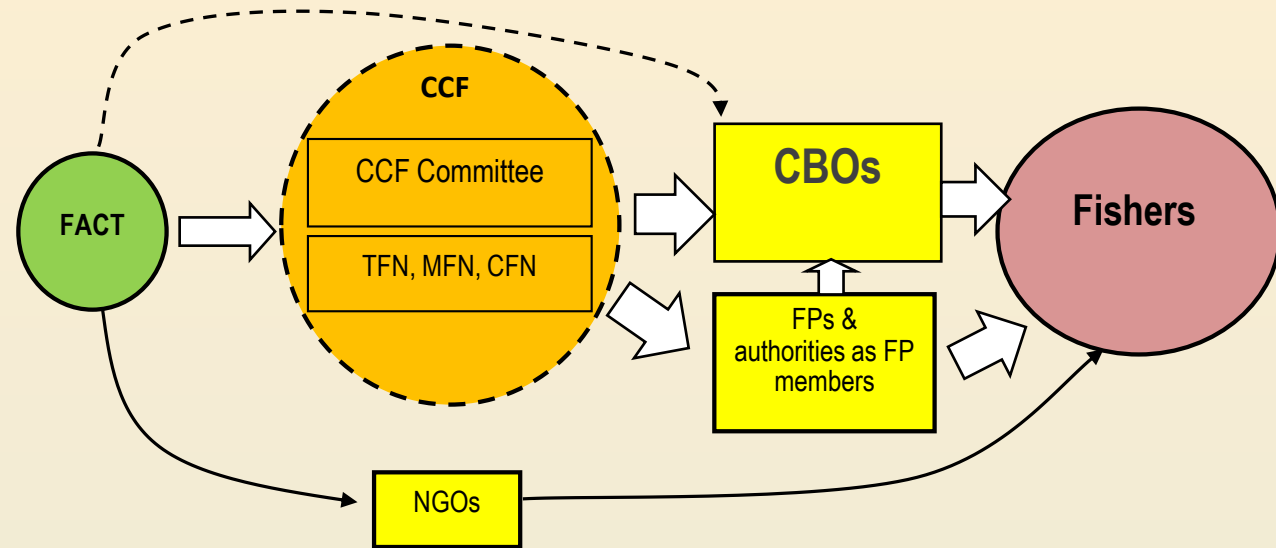 CCF
CCF Committee
TFN, MFN, CFN
FACT
CBOs
Fishers
FPs &
authorities as FP
members
NGOs